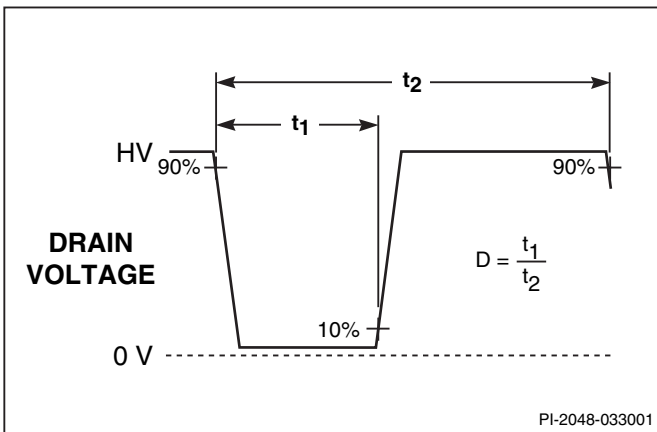 t2
t1
HV
90%
90%
DRAIN
VOLTAGE
D = t1
t2
10%
0 V
PI-2048-033001